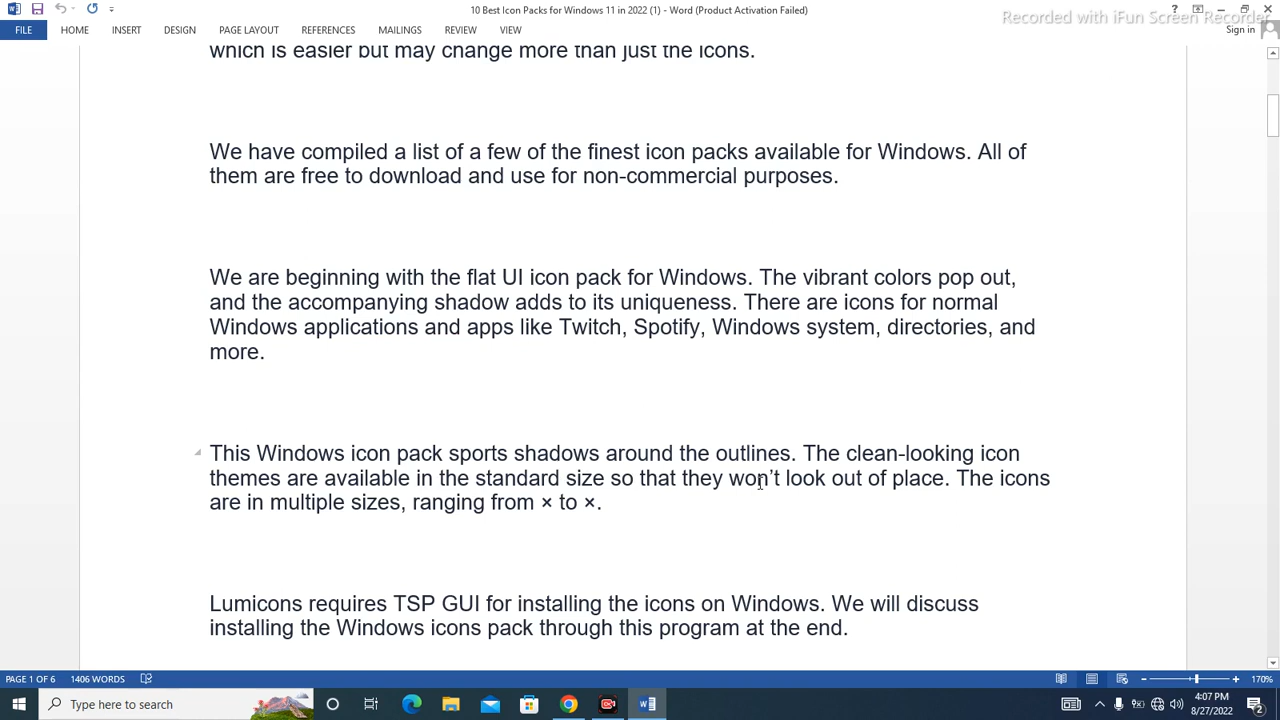 10 Best Icon Packs for Windows 11 in 2022 (1) - Word (Product Activation Failed)
Recorded with iFun Screen Recorder
FILE HOME INSERT DESIGN PAGE LAYOUT REFERENCES MAILINGS REVIEW VIEW Sign in
which is easier but may change more than just the icons.
We have compiled a list of a few of the finest icon packs available for Windows. All of
them are free to download and use for non-commercial purposes.
We are beginning with the flat UI icon pack for Windows. The vibrant colors pop out,
and the accompanying shadow adds to its uniqueness. There are icons for normal
Windows applications and apps like Twitch, Spotify, Windows system, directories, and
more.
This Windows icon pack sports shadows around the outlines. The clean-looking icon
themes are available in the standard size so that they won’t look out of place. The icons
are in multiple sizes, ranging from × to ×.
Lumicons requires TSP GUI for installing the icons on Windows. We will discuss
installing the Windows icons pack through this program at the end.
PAGE 1 OF 6 1406 WORDS 170%
Type here to search
4:07 PM
8/27/2022
2